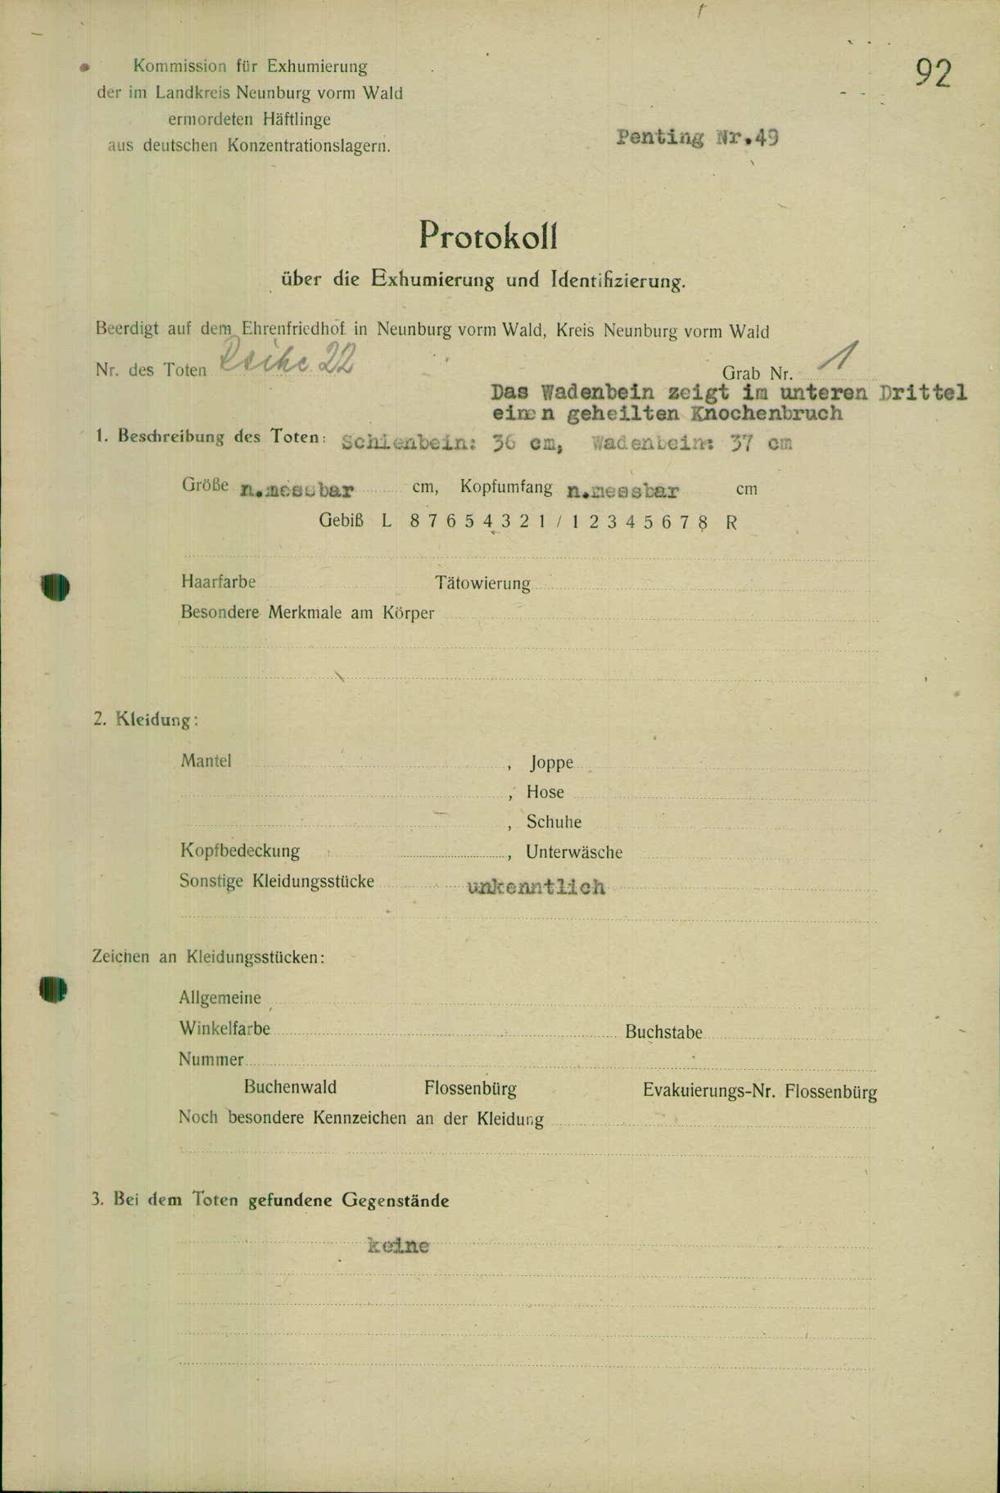 92
Kommission für Exhumierung
der im Landkreis Neunburg vorm Wald
ermordeten Häftlinge
aus deutschen Konzentrationslagern.
Penting Nr.49
Protokoll
über die Exhumierung und Identifizierung.
Beerdigt auf dem Ehrenfriedhof in Neunburg vorm Wald, Kreis Neunburg vorm Wald
Nr. des Toten Reihe 22 Grab Nr. 1
Das Wadenbein zeigt im unteren Drittel
einen geheilten Knochenbruch
1. Beschreibung des Toten: Schienbein: 36 cm, Wadenbein: 37 cm
Größe n.messbar cm, Kopfumfang n.messbar cm
Gebiß L 8 7 6 5 4 3 2 1 / 1 2 3 4 5 6 7 8 R
Haarfarbe Tätowierung
Besondere Merkmale am Körper
2. Kleidung:
Mantel , Joppe
, Hose
, Schuhe
Kopfbedeckung , Unterwäsche
Sonstige Kleidungsstücke unkenntlich
Zeichen an Kleidungsstücken:
Allgemeine
Winkelfarbe Buchstabe
Nummer
Buchenwald Flossenbürg Evakuierungs-Nr. Flossenbürg
Noch besondere Kennzeichen an der Kleidung
3. Bei dem Toten gefundene Gegenstände
keine